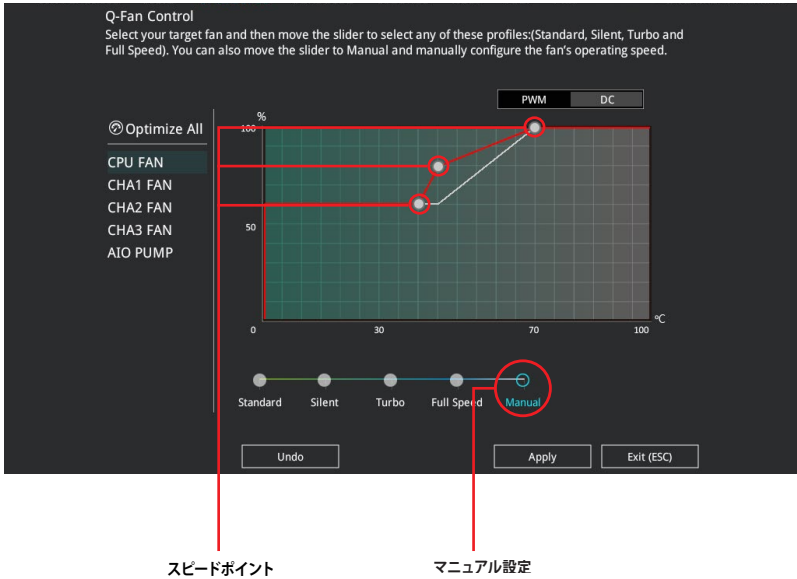 Q-Fan Control
Select your target fan and then move the slider to select any of these profiles:(Standard, Silent, Turbo and
Full Speed). You can also move the slider to Manual and manually configure the fan's operating speed.
PWM DC
Optimize All
CPU FAN
CHA1 FAN
CHA2 FAN
CHA3 FAN
AIO PUMP
%
100
50
0 30 70 100
ºC
Standard Silent Turbo Full Speed Manual
Undo Apply Exit (ESC)
スピードポイント マニュアル設定